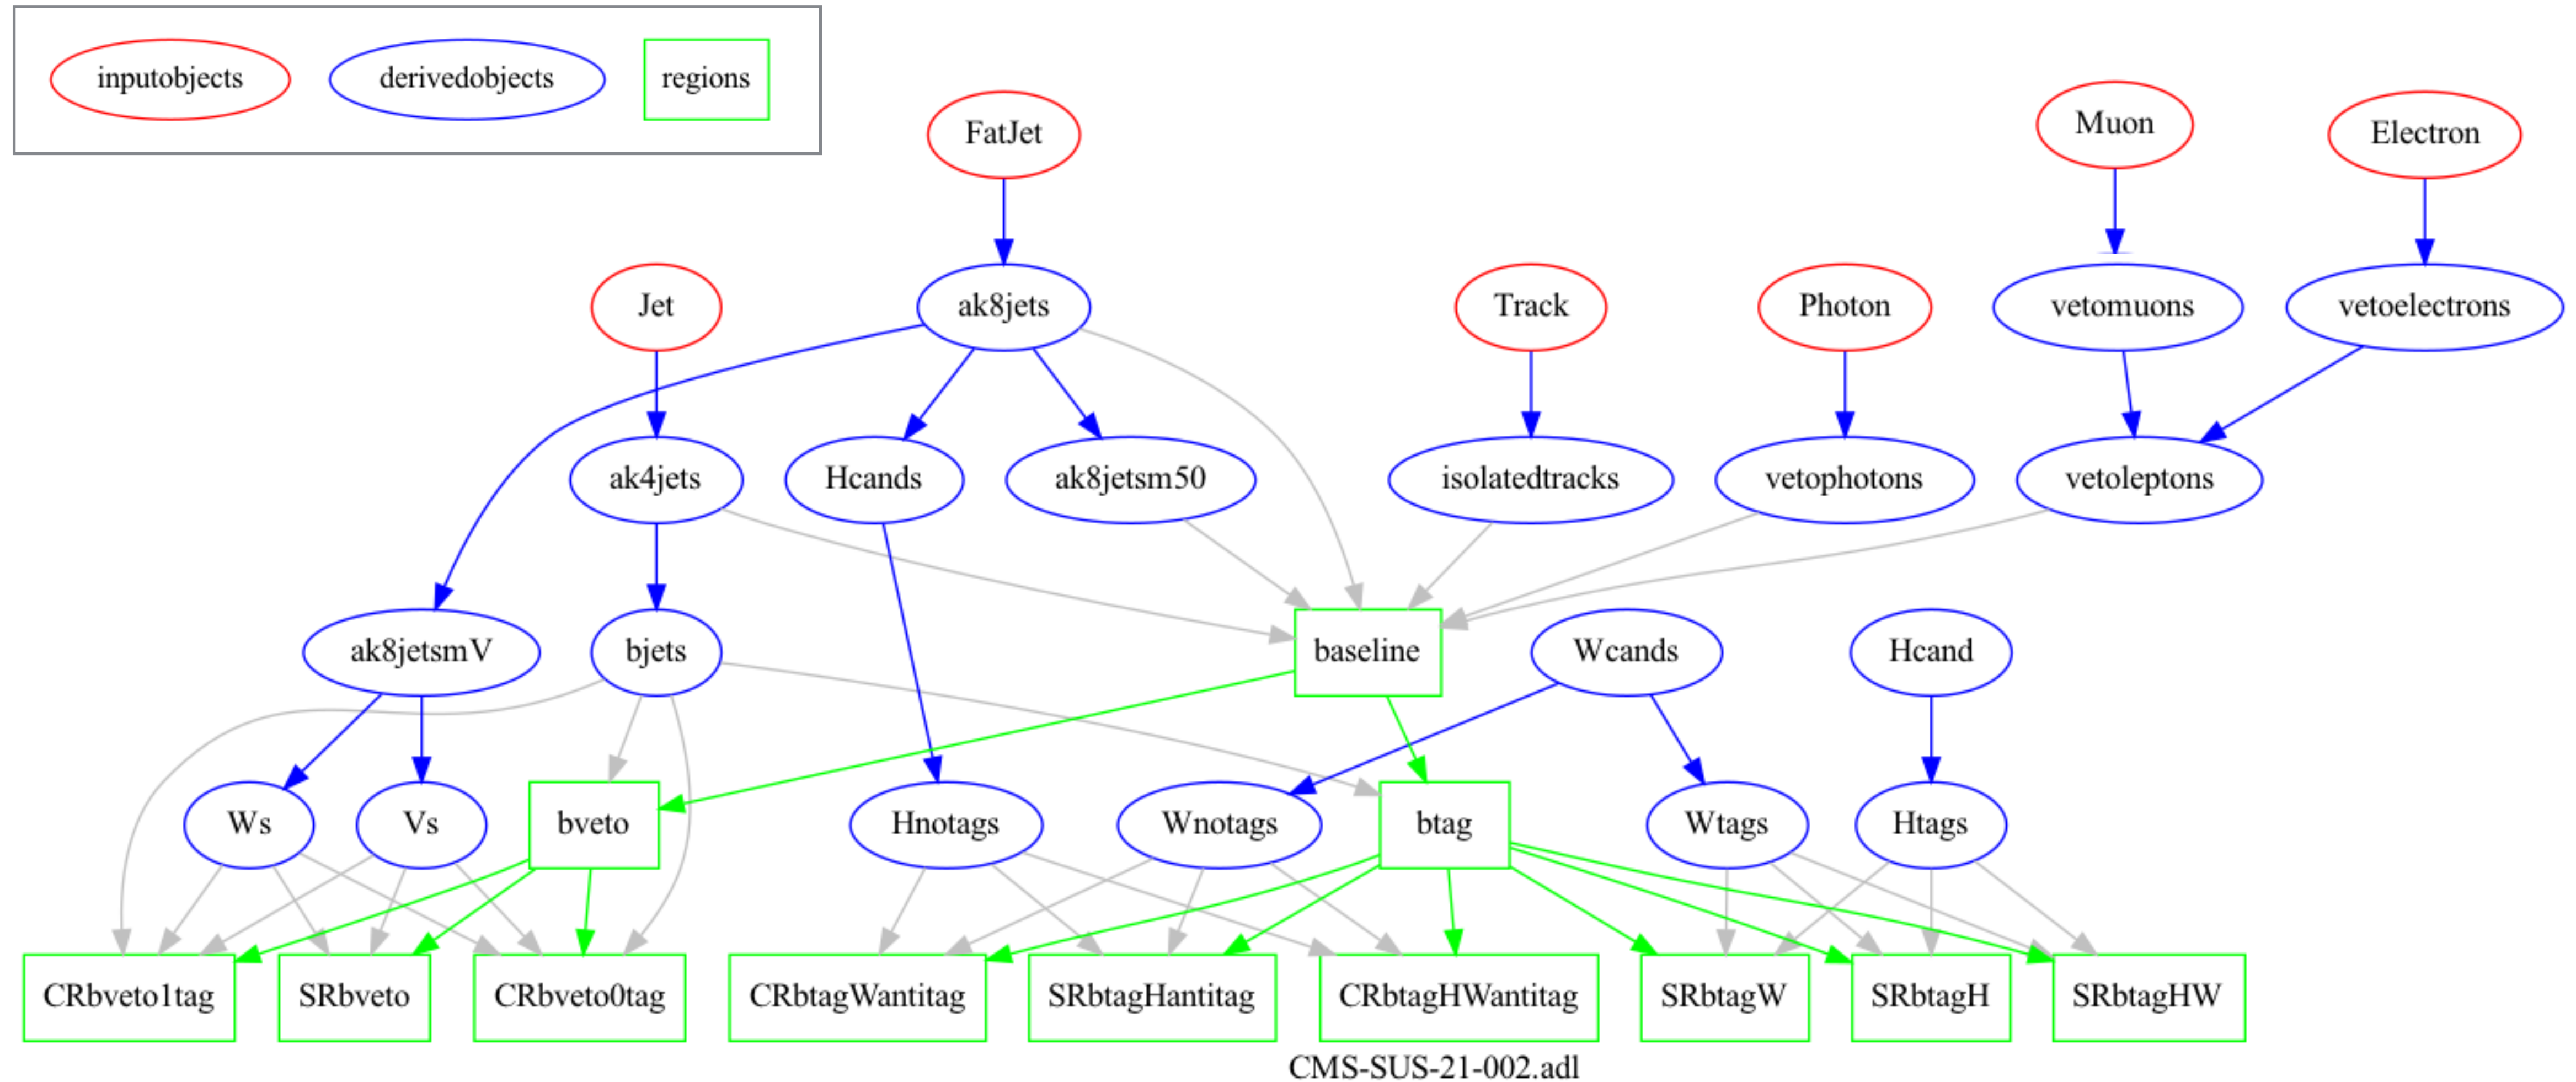 inputobjects
derivedobjects
regions
FatJet
Muon
Electron
Jet
ak8jets
Track
Photon
vetomuons
vetoelectrons
ak4jets
Hcands
ak8jetsm50
isolatedtracks
vetophotons
vetoleptons
ak8jetsmV
bjets
baseline
Wcands
Hcand
Ws
Vs
bveto
Hnotags
Wnotags
btag
Wtags
Htags
CRbveto1tag
SRbveto
CRbveto0tag
CRbtagWantitag
SRbtagHantitag
CRbtagHWantitag
SRbtagW
SRbtagH
SRbtagHW
CMS-SUS-21-002.adl